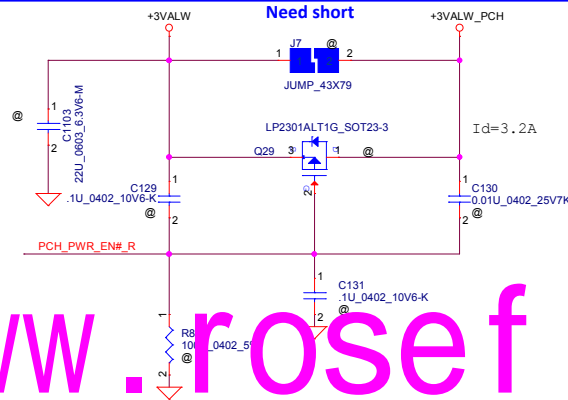 Need short
+3VALW
+3VALW_PCH
J7
@
1
2
JUMP_43X79
@
1
2
C1103
22U_0603_6.3V6-M
LP2301ALT1G_SOT23-3
Id=3.2A
Q29
3
1
@
2
C129
.1U_0402_10V6-K
1
@
2
C130
0.01U_0402_25V7K
1
@
2
PCH_PWR_EN#_R
C131
.1U_0402_10V6-K
1
@
2
1
@
2
www.rosef